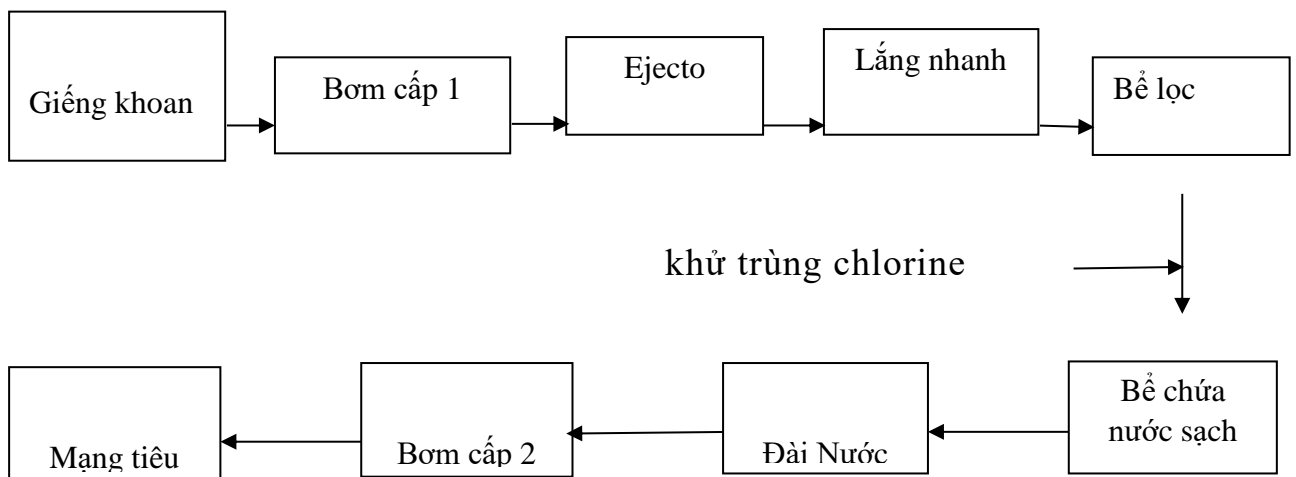 Giếng khoan
Bơm cấp 1
Ejecto
Lắng nhanh
Bể lọc
khử trùng chlorine
Mạng tiêu
Bơm cấp 2
Đài Nước
Bể chứa
nước sạch